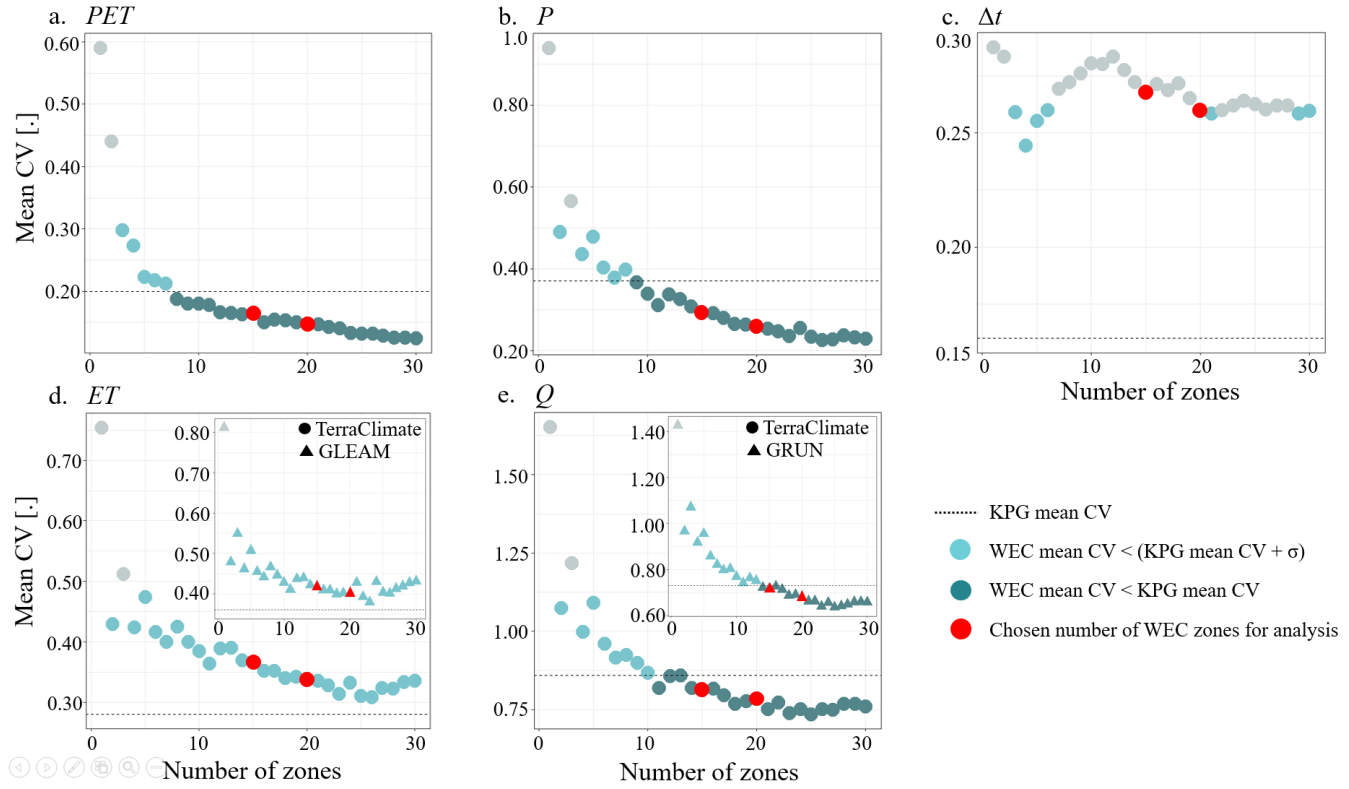 a. PET
b. P
c. Δt
Mean CV [.]
0.60
0.50
0.40
0.30
0.20
0 10 20 30
1.0
0.80
0.60
0.40
0.20
0 10 20 30
0.30
0.25
0.20
0.15
0 10 20 30
Number of zones
d. ET
e. Q
Mean CV [.]
0.70
0.60
0.50
0.40
0.30
0 10 20 30
Number of zones
TerraClimate
GLEAM
0.80
0.70
0.60
0.50
0.40
0 10 20 30
1.50
1.25
1.00
0.75
0 10 20 30
Number of zones
TerraClimate
GRUN
1.40
1.20
1.00
0.80
0.60
0 10 20 30
KPG mean CV
WEC mean CV < (KPG mean CV + σ)
WEC mean CV < KPG mean CV
Chosen number of WEC zones for analysis